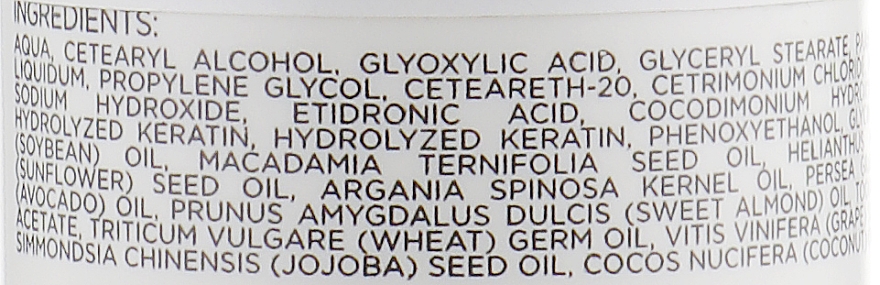 INGREDIENTS:
AQUA, CETEARYL ALCOHOL, GLYOXYLIC ACID, GLYCERYL STEARATE,
LIQUIDUM, PROPYLENE GLYCOL, CETEARETH-20, CETRIMONIUM
SODIUM HYDROXIDE, ETIDRONIC ACID, COCODIMONIUM
HYDROLYZED KERATIN, HYDROLYZED KERATIN, PHENOXYETHANOL,
(SOYBEAN) OIL, MACADAMIA TERNIFOLIA SEED OIL, HELIANTHUS
(SUNFLOWER) SEED OIL, ARGANIA SPINOSA KERNEL OIL, PERSEA
(AVOCADO) OIL, PRUNUS AMYGDALUS DULCIS (SWEET ALMOND) OIL,
ACETATE, TRITICUM VULGARE (WHEAT) GERM OIL, VITIS VINIFERA (GRAPE
SIMMONDSIA CHINENSIS (JOJOBA) SEED OIL, COCOS NUCIFERA (COCONUT